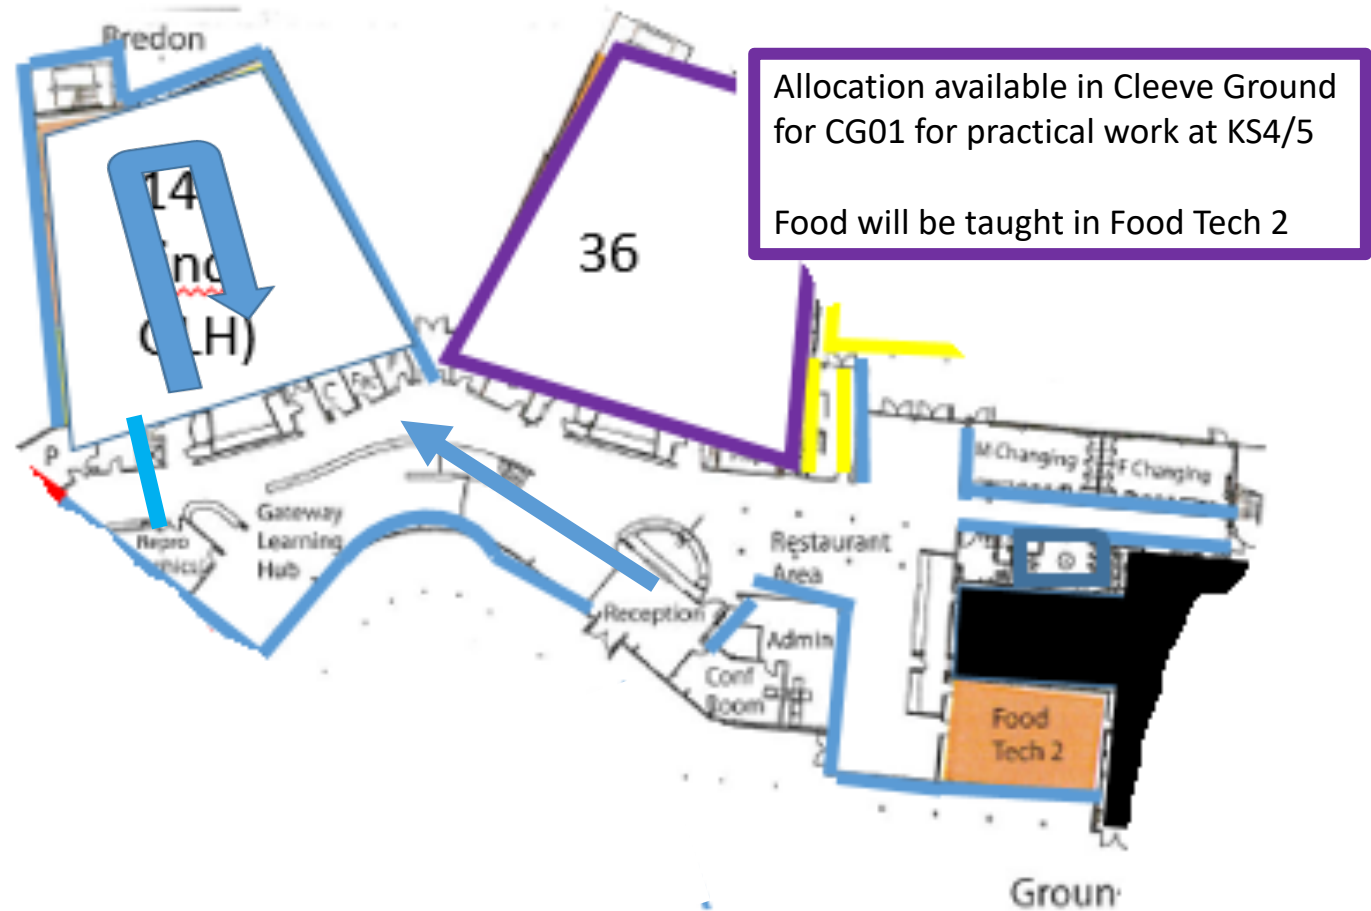 Bredon
Allocation available in Cleeve Ground
for CG01 for practical work at KS4/5
Food will be taught in Food Tech 2
14
36
LH)
P
M Changing
F Changing
Gateway
Learning
Hub
Repro
Restaurant
Area
Reception
Admin
Conf
Room
Food
Tech 2
Groun